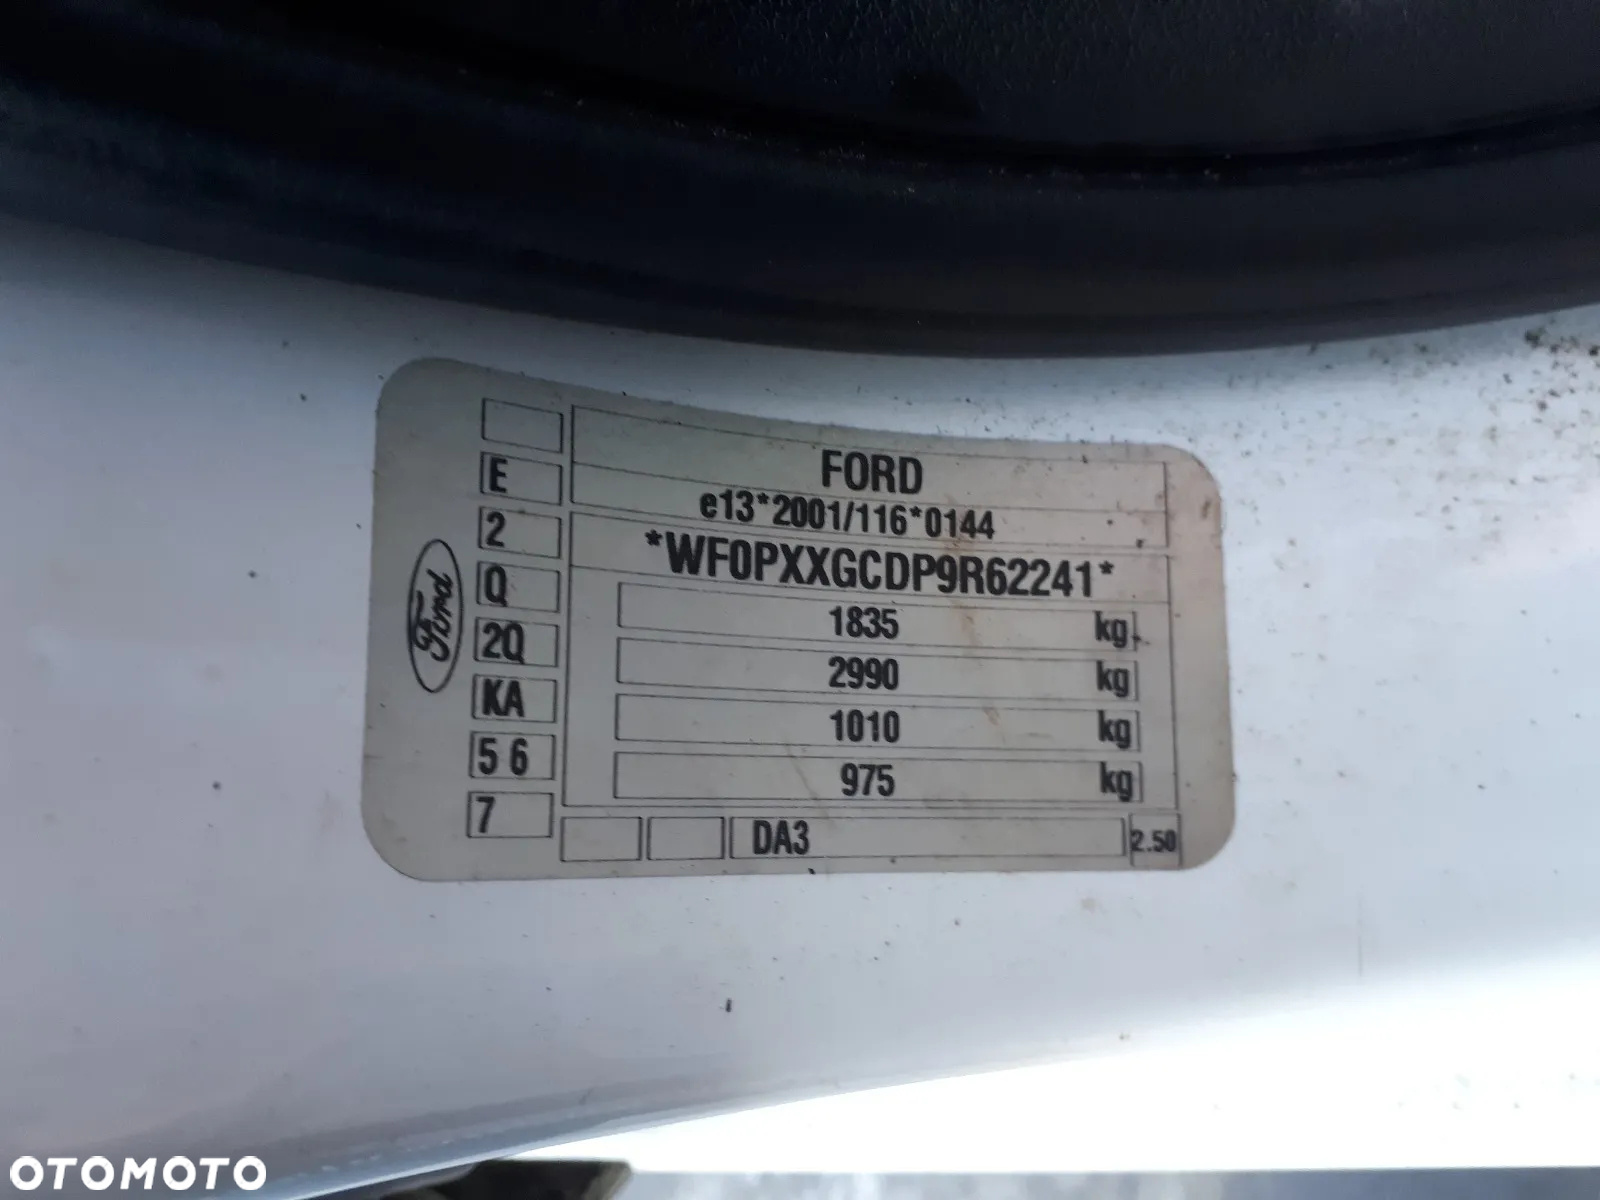 FORD
e13*2001/116*0144
*WF0PXXGCDP9R62241*
1835 kg
2990 kg
1010 kg
975 kg
DA3 2.50
E
2
Q
2Q
KA
5 6
7
Ford
OTOMOTO